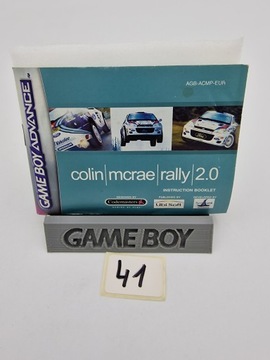 AGB-ACMP-EUR
GAME BOY ADVANCE
colin | mcrae | rally | 2.0
INSTRUCTION BOOKLET
Codemasters
Ubi Soft
GAME BOY
41